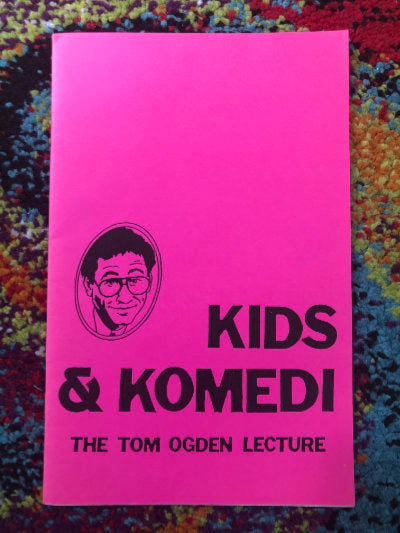 KIDS
& KOMEDI
THE TOM OGDEN LECTURE